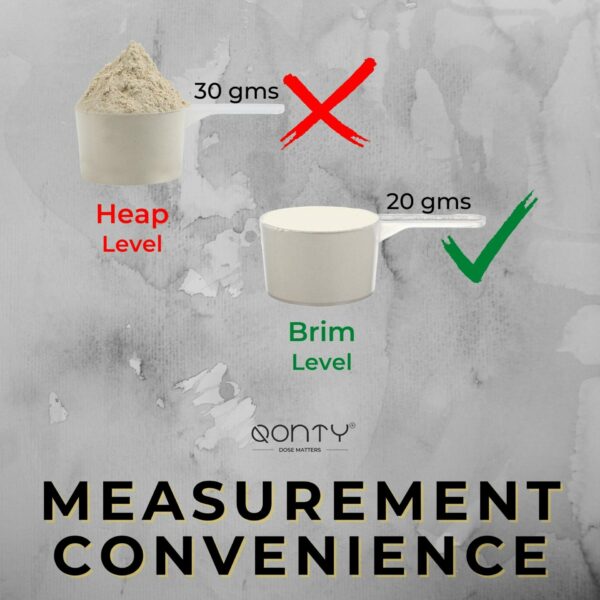 30 gms
Heap
Level
20 gms
Brim
Level
QONTY®
DOSE MATTERS
MEASUREMENT
CONVENIENCE